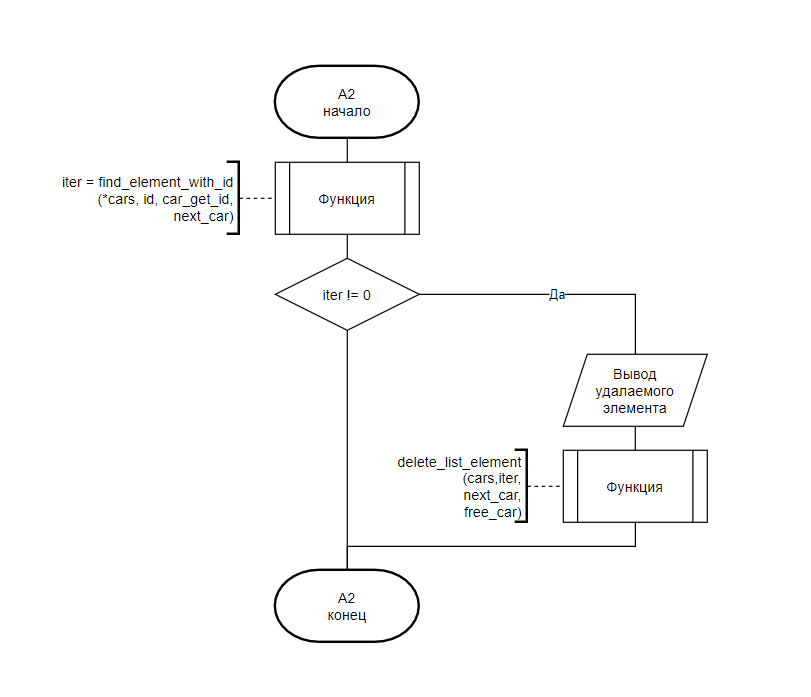 A2
начало
iter = find_element_with_id
(*cars, id, car_get_id,
next_car)
Функция
iter != 0
Да
Вывод
удалаемого
элемента
delete_list_element
(cars,iter,
next_car,
free_car)
Функция
A2
конец